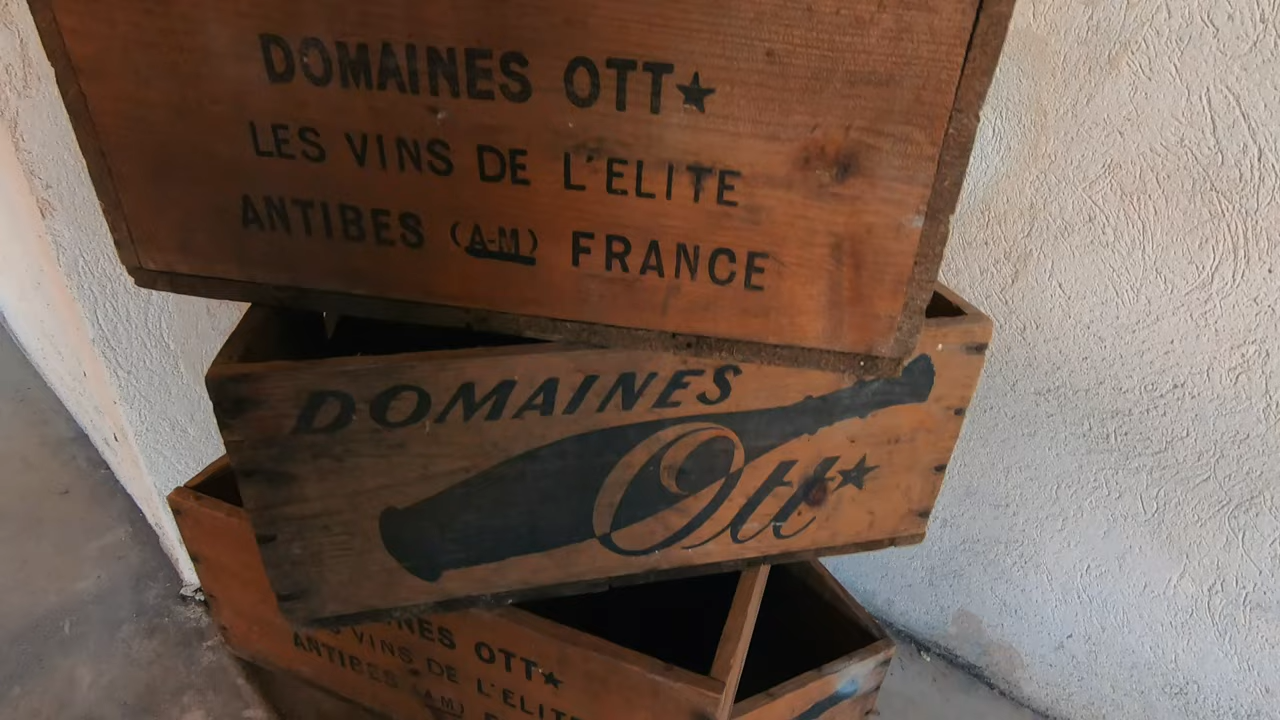 DOMAINES OTT★
LES VINS DE L'ELITE
ANTIBES (A-M) FRANCE
DOMAINES
Ott★
OTT★
VINS DE L'ELITE
ANTIBES (A-M)